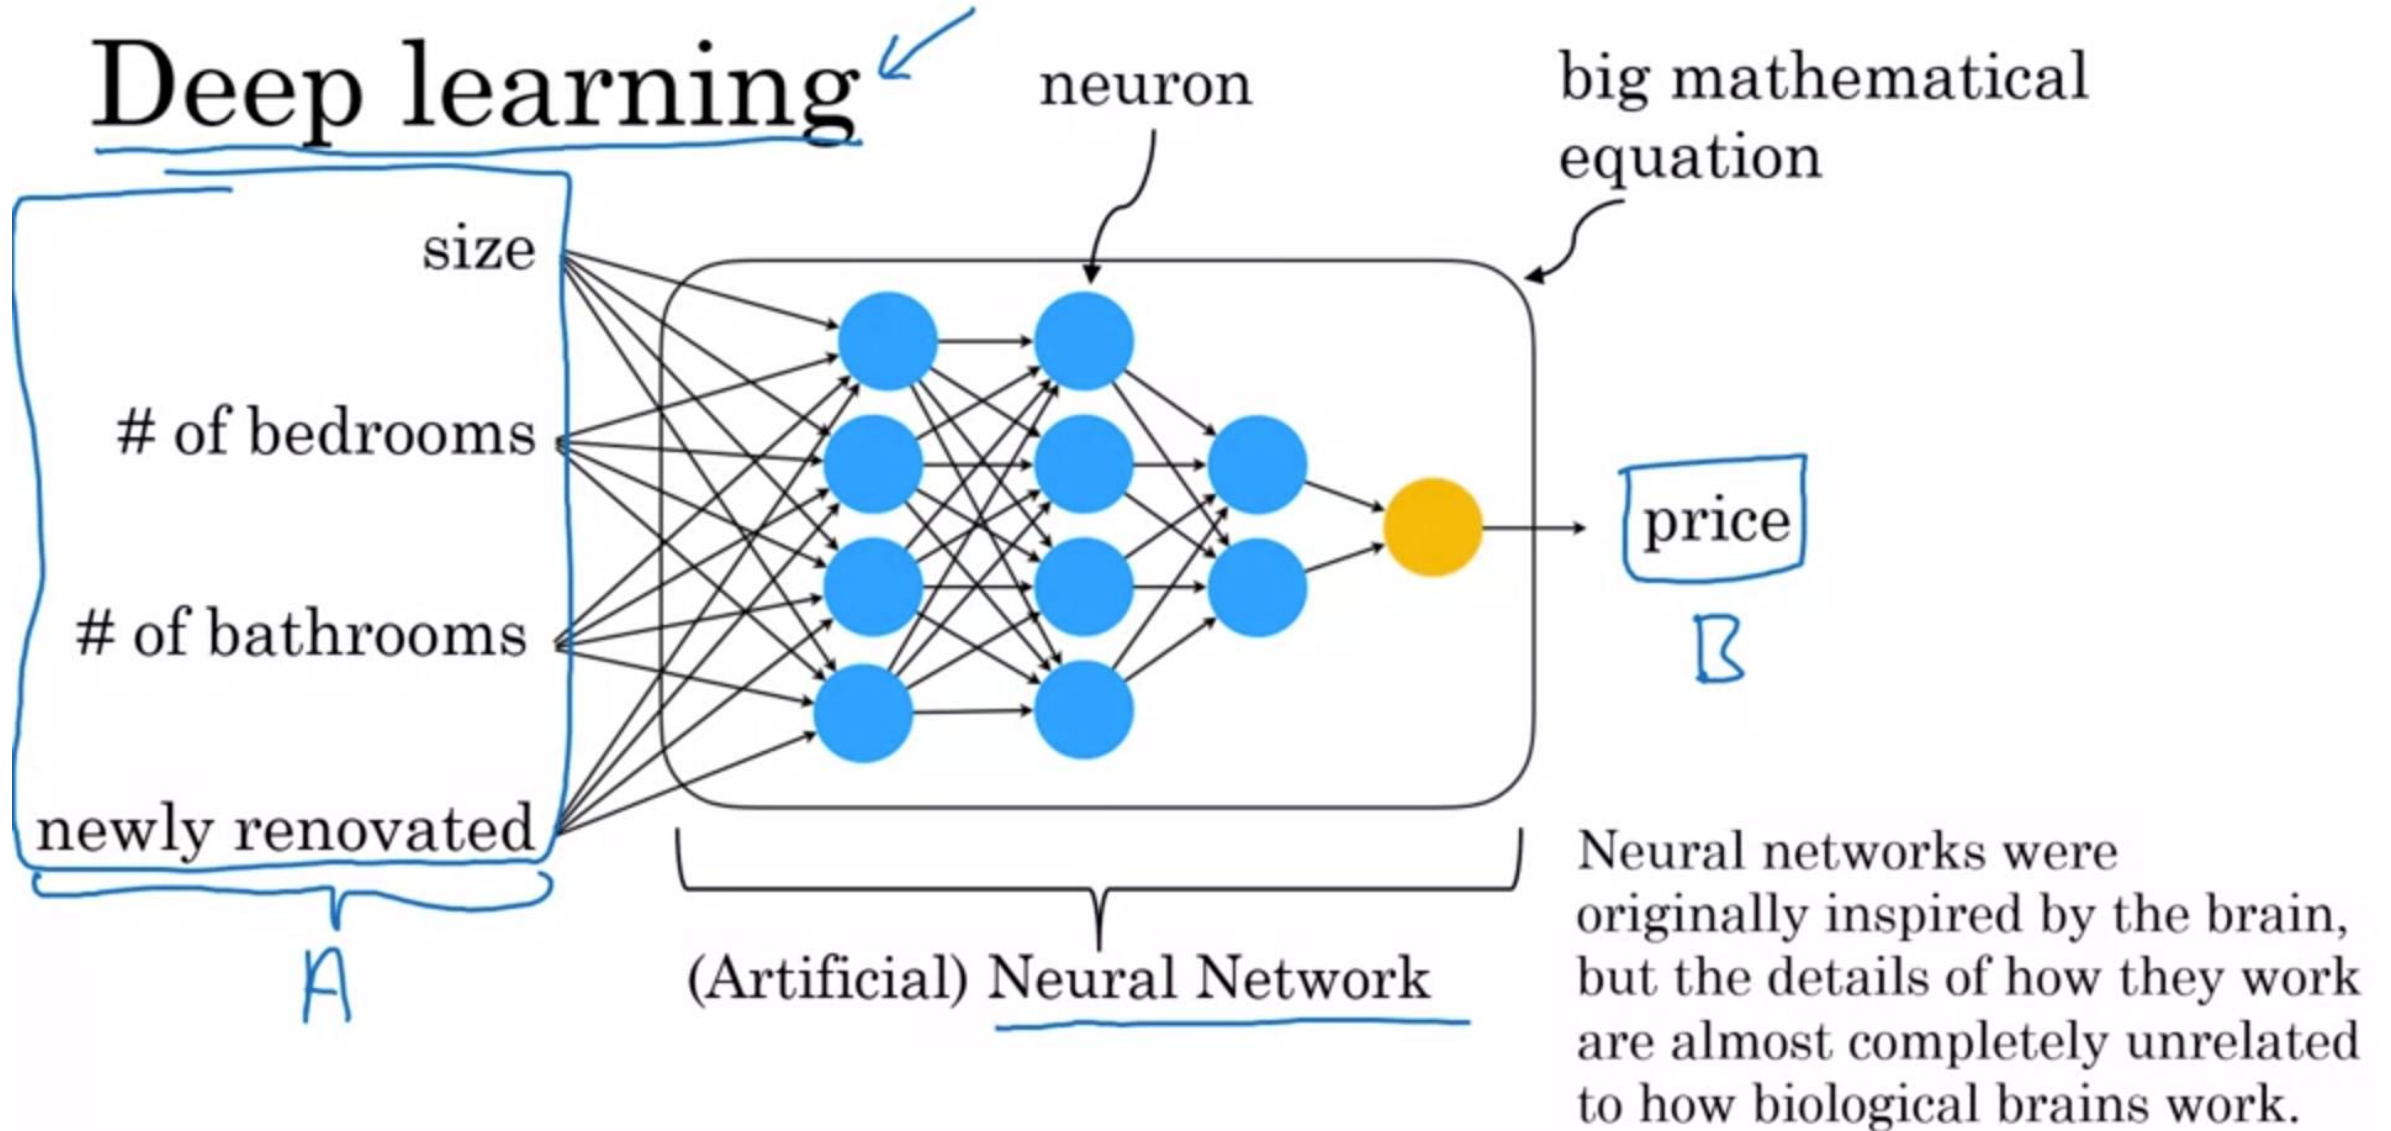 Deep learning
neuron
big mathematical
equation
size
# of bedrooms
# of bathrooms
newly renovated
A
price
B
(Artificial) Neural Network
Neural networks were
originally inspired by the brain,
but the details of how they work
are almost completely unrelated
to how biological brains work.